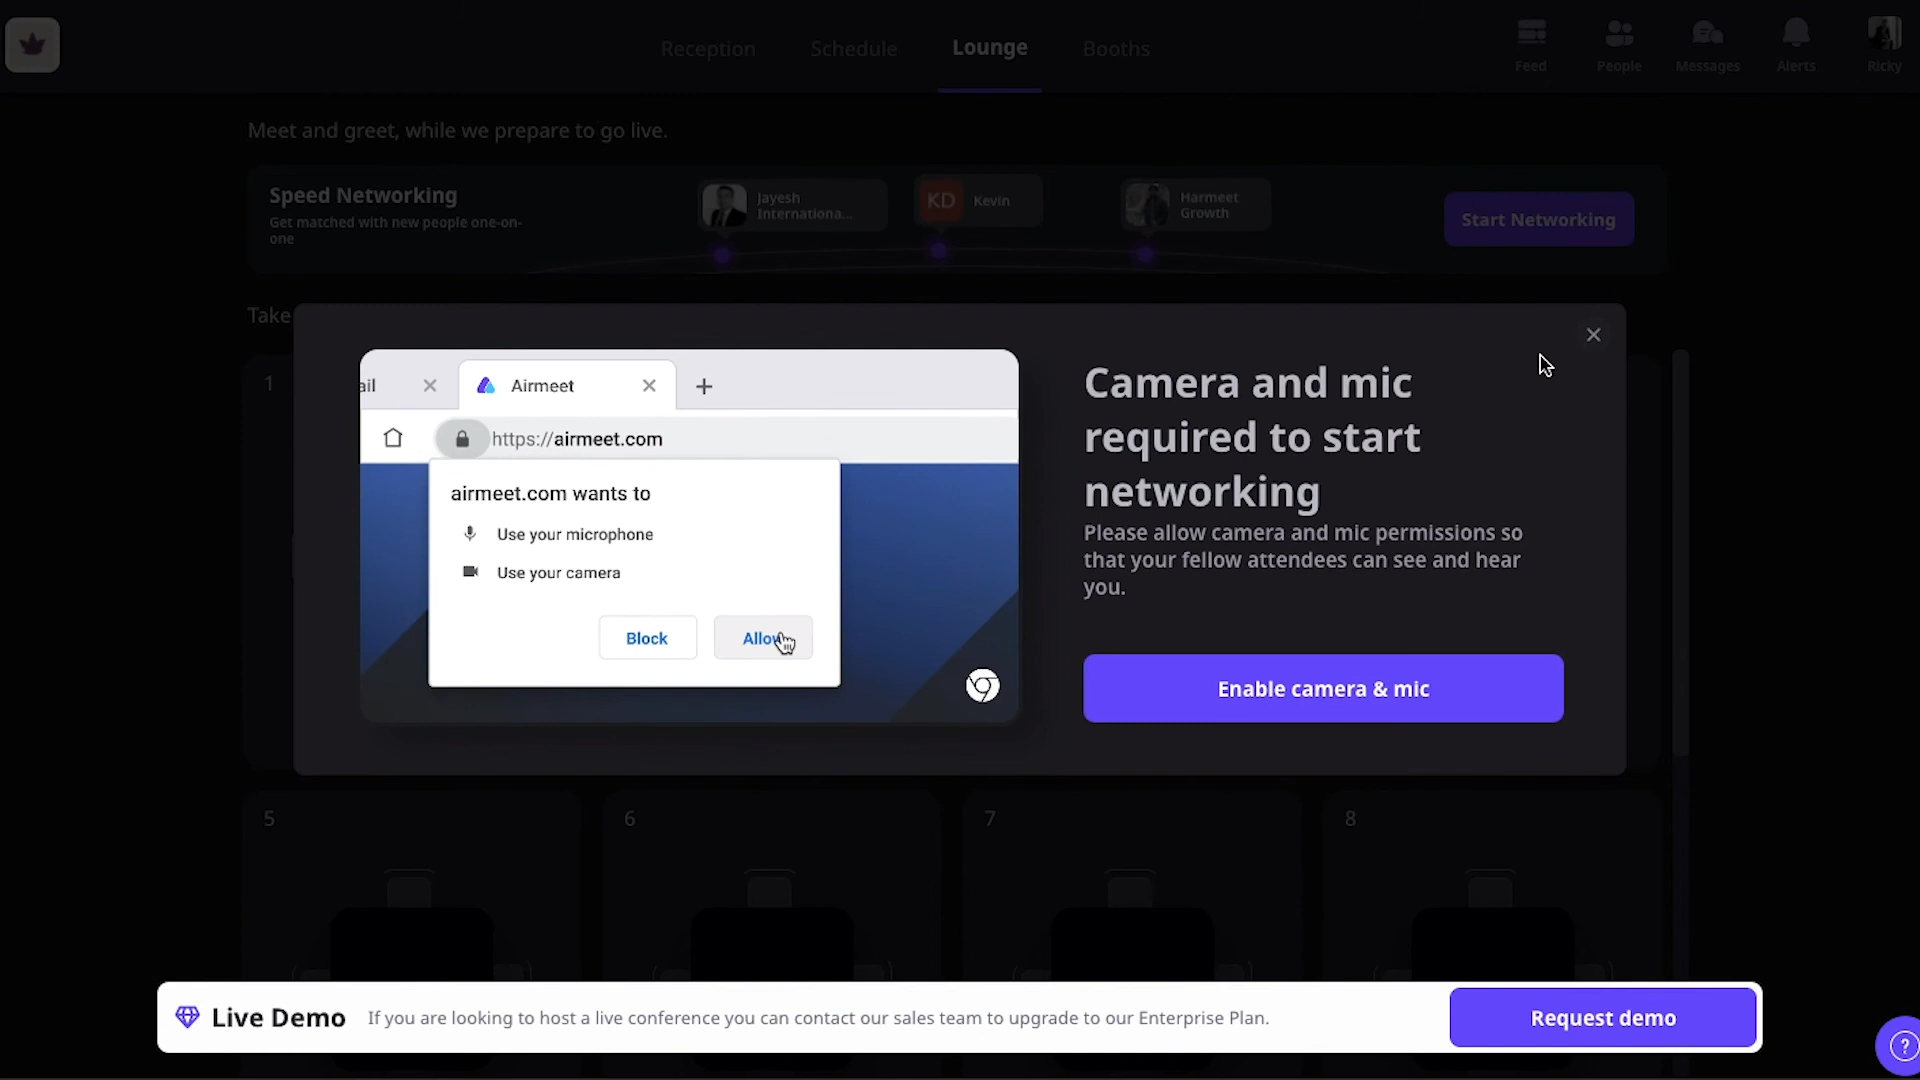 Reception
Schedule
Lounge
Booths
Feed
People
Messages
Alerts
Ricky
Meet and greet, while we prepare to go live.
Speed Networking
Get matched with new people one-on-
one
Jayesh
Internationa...
KD
Kevin
Harmeet
Growth
Start Networking
Take
1
ail
Airmeet
https://airmeet.com
airmeet.com wants to
Use your microphone
Use your camera
Block
Allow
Camera and mic
required to start
networking
Please allow camera and mic permissions so
that your fellow attendees can see and hear
you.
Enable camera & mic
5
6
7
8
Live Demo
If you are looking to host a live conference you can contact our sales team to upgrade to our Enterprise Plan.
Request demo
?